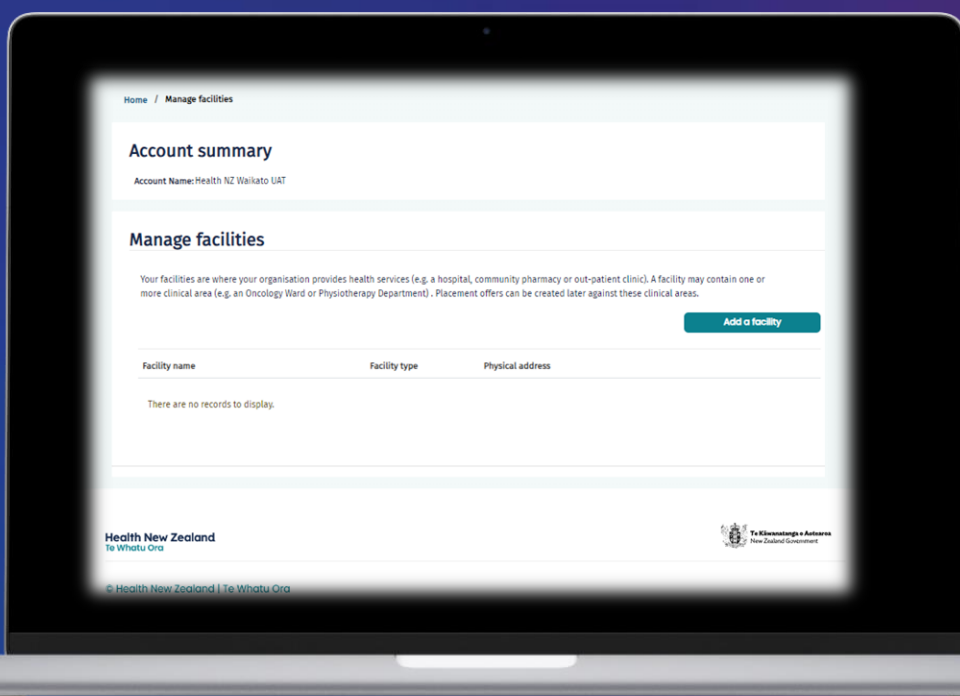 Home / Manage facilities
Account summary
Account Name: Health NZ Waikato UAT
Manage facilities
Your facilities are where your organisation provides health services (e.g. a hospital, community pharmacy or out-patient clinic). A facility may contain one or
more clinical area (e.g. an Oncology Ward or Physiotherapy Department) . Placement offers can be created later against these clinical areas.
Add a facility
Facility name Facility type Physical address
There are no records to display.
Health New Zealand
Te Whatu Ora
Te Kāwanatanga o Aotearoa
New Zealand Government
© Health New Zealand | Te Whatu Ora